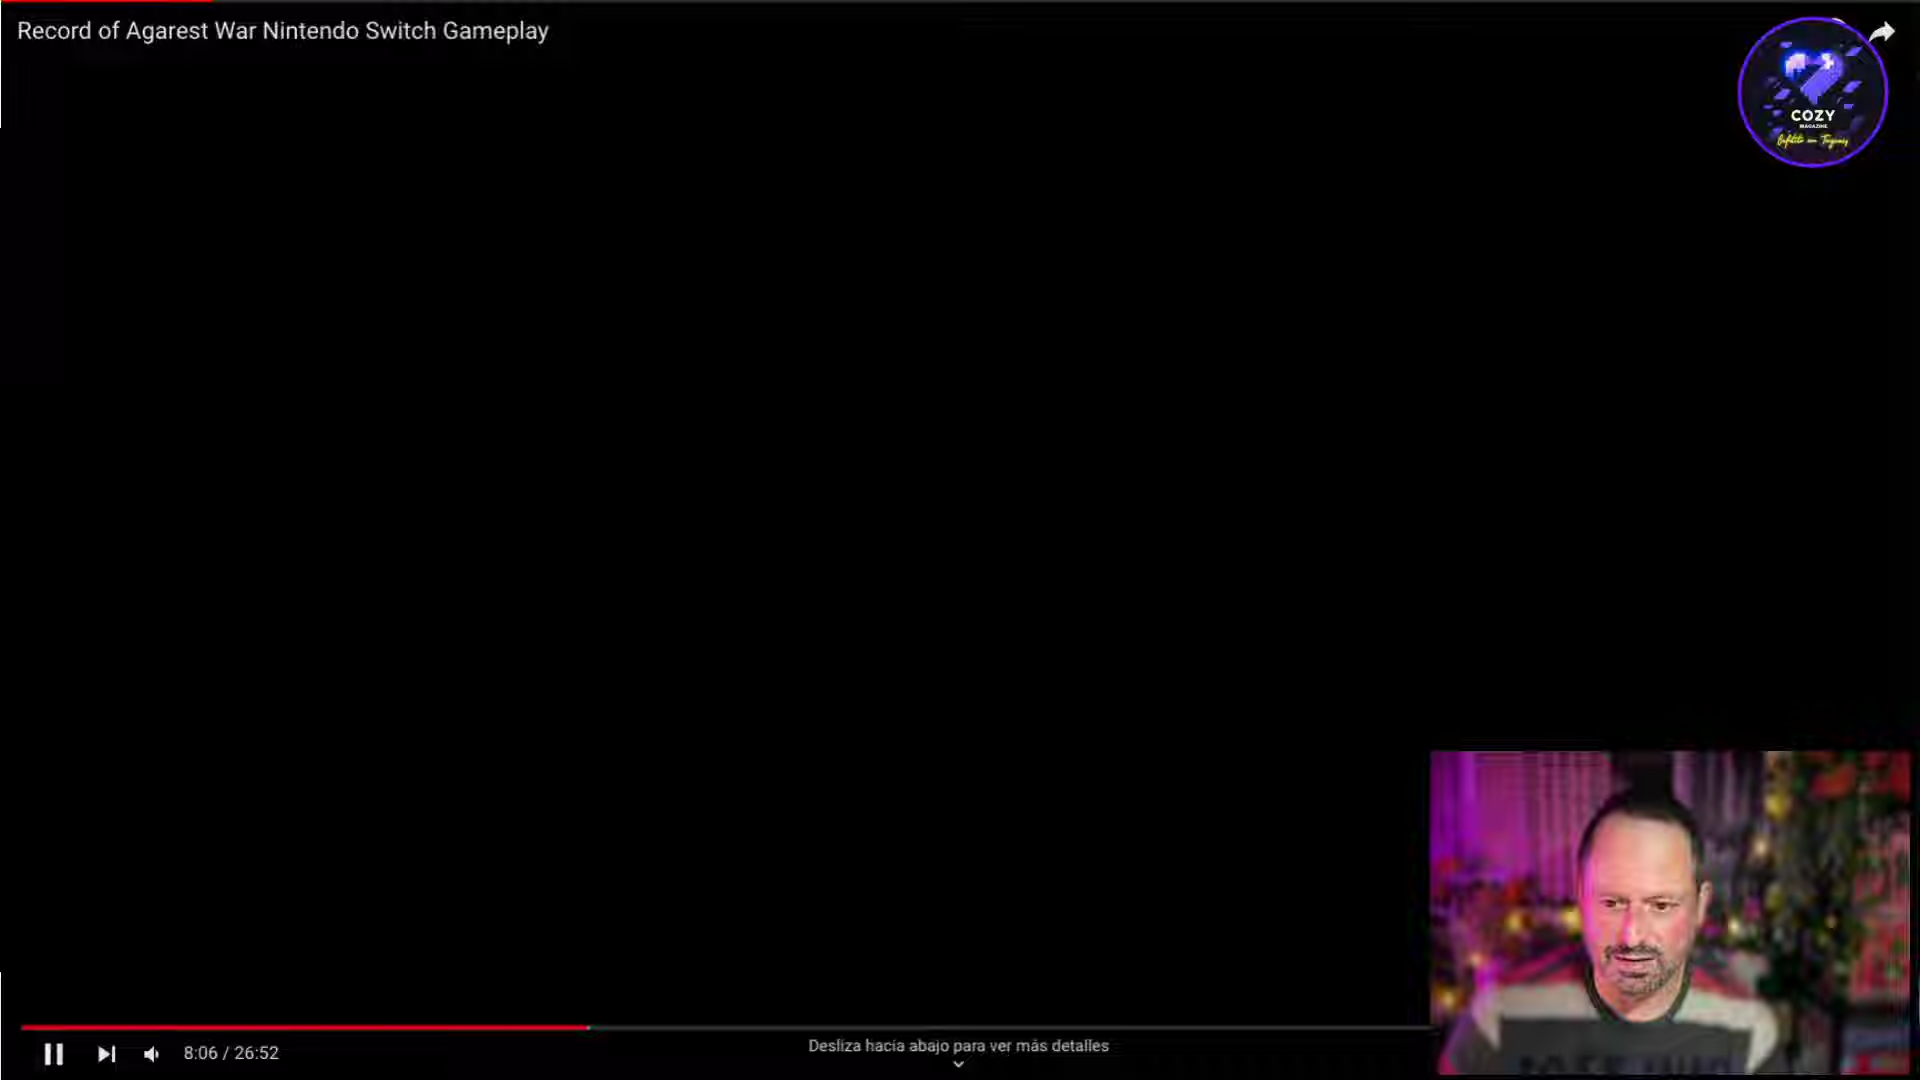 Record of Agarest War Nintendo Switch Gameplay
COZY
MAGAZINE
8:06 / 26:52
Desliza hacia abajo para ver más detalles